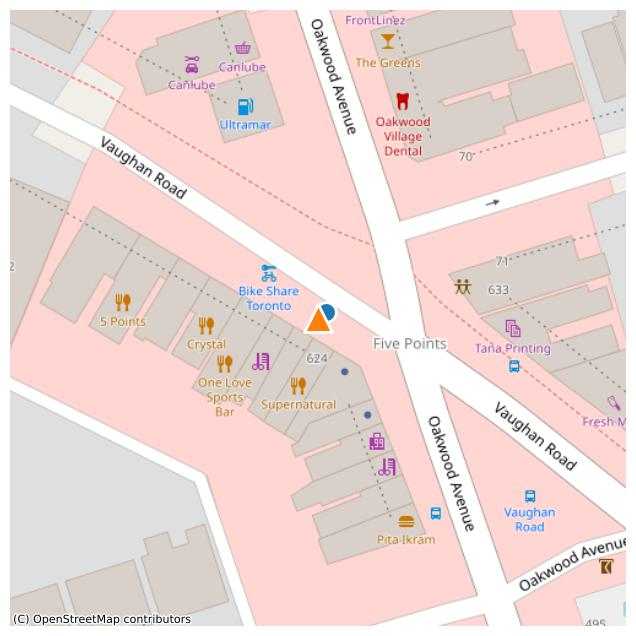 FrontLinez
The Greens
Canlube
Canlube
Ultramar
Oakwood Avenue
Oakwood
Village
Dental
70
Vaughan Road
2
71
633
Bike Share
Toronto
5 Points
Crystal
624
Five Points
Tana Printing
One Love
Sports
Bar
Supernatural
Fresh M
Vaughan Road
Oakwood Avenue
Vaughan
Road
Pita Ikram
Oakwood Avenue
495
(C) OpenStreetMap contributors